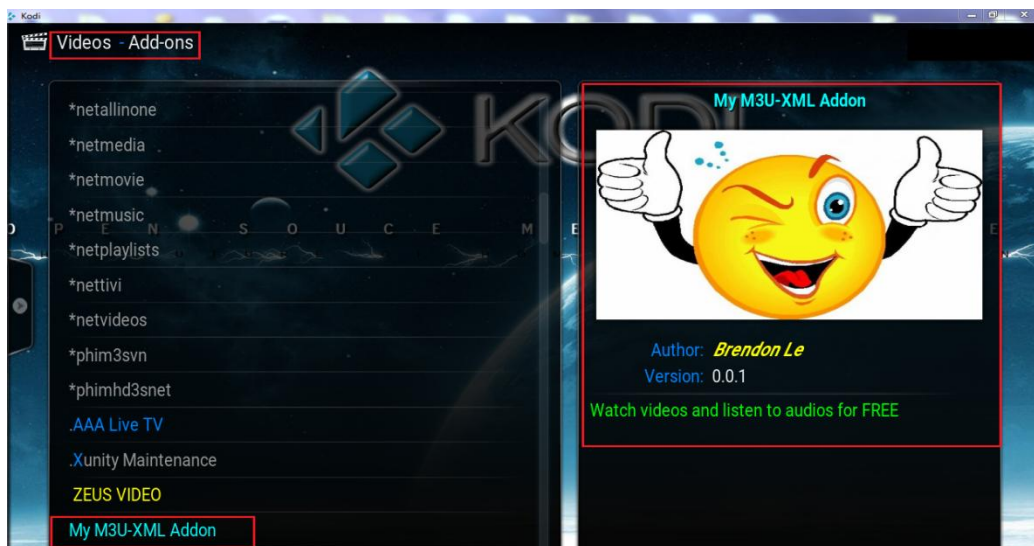 Kodi
Videos - Add-ons
*netallinone
*netmedia
*netmovie
*netmusic
*netplaylists
*nettivi
*netvideos
*phim3svn
*phimhd3snet
.AAA Live TV
.Xunity Maintenance
ZEUS VIDEO
My M3U-XML Addon
KODI
O P E N S O U C E M E E
My M3U-XML Addon
Author: Brendon Le
Version: 0.0.1
Watch videos and listen to audios for FREE